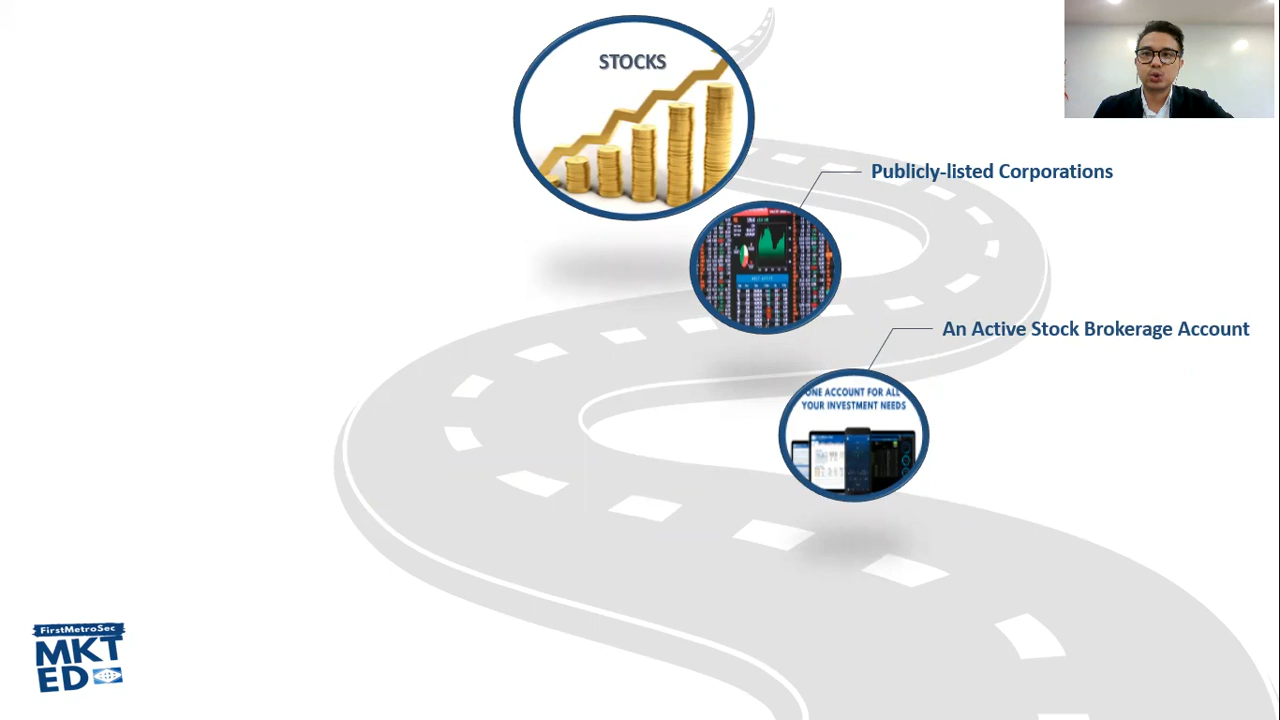 STOCKS
Publicly-listed Corporations
An Active Stock Brokerage Account
ONE ACCOUNT FOR ALL
YOUR INVESTMENT NEEDS
FirstMetroSec
MKT
ED